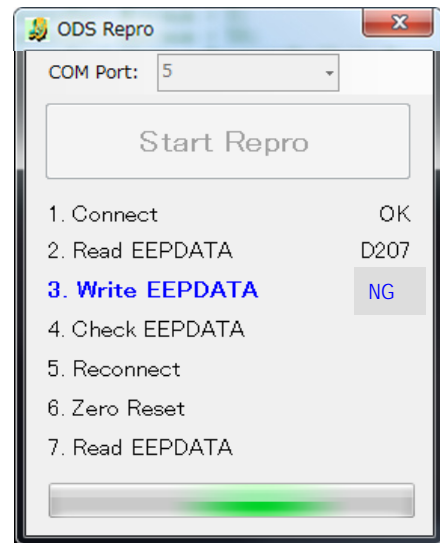 ODS Repro
COM Port: 5
Start Repro
1. Connect OK
2. Read EEPDATA D207
3. Write EEPDATA NG
4. Check EEPDATA
5. Reconnect
6. Zero Reset
7. Read EEPDATA